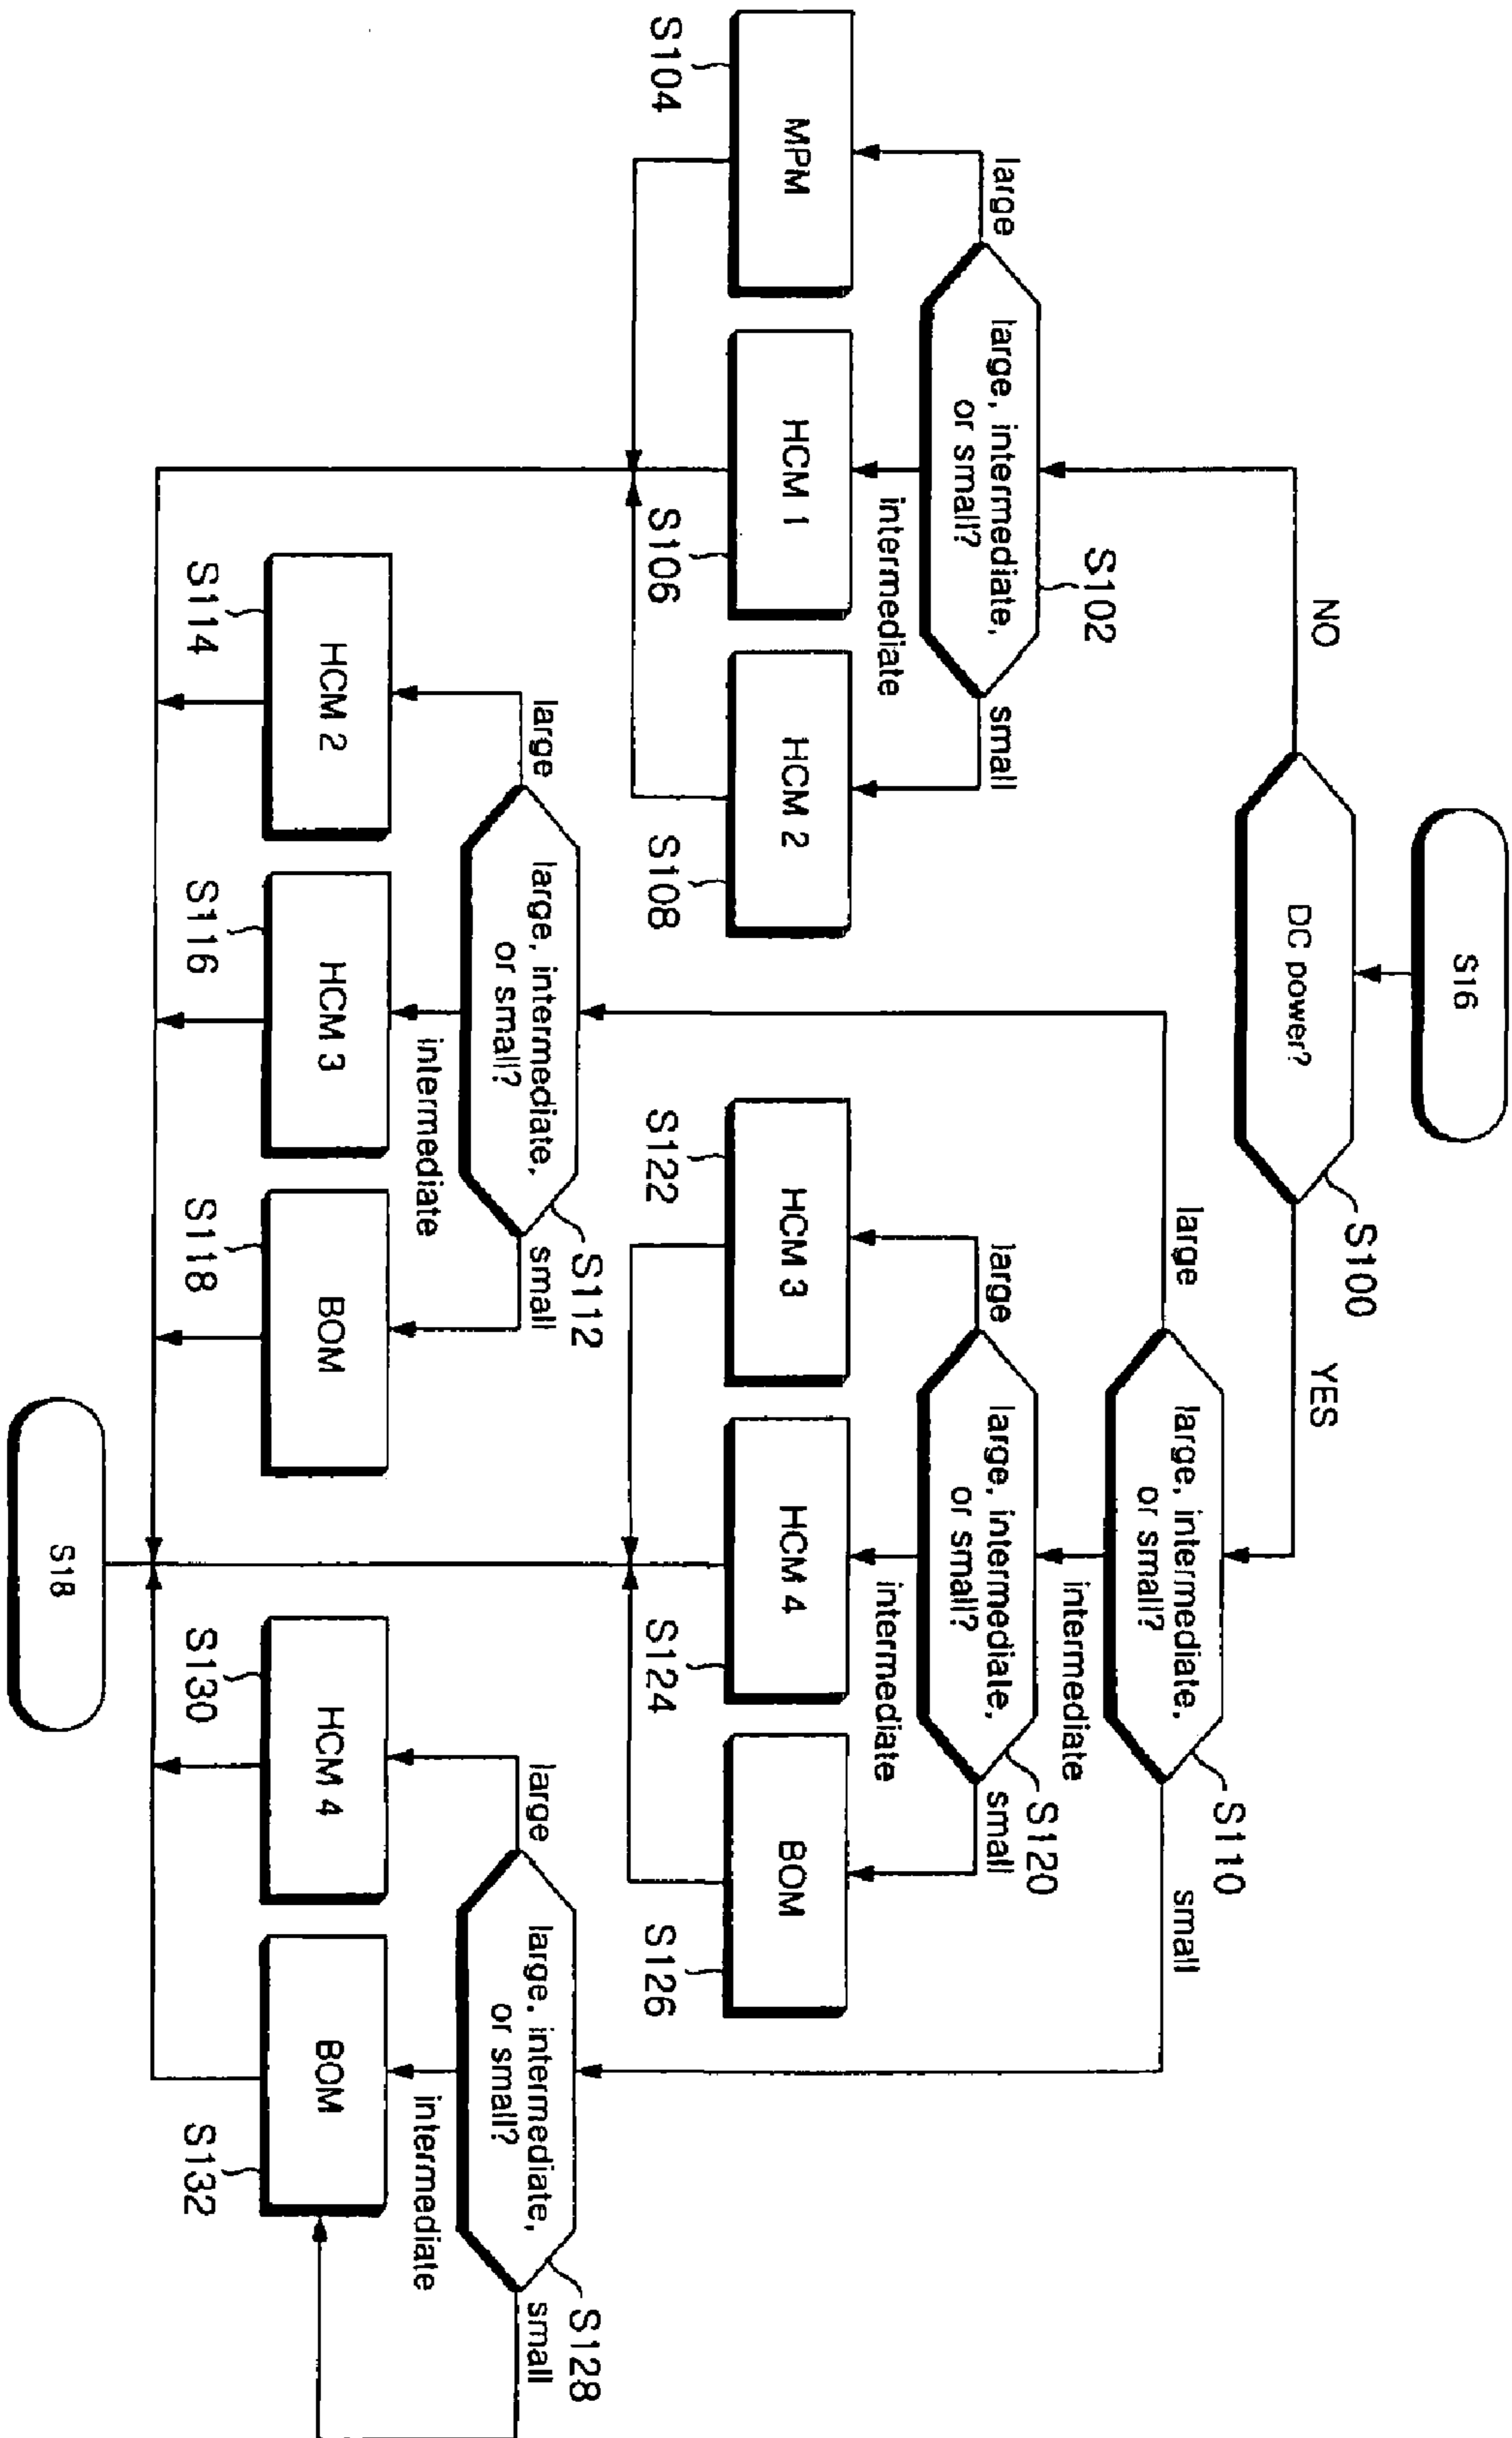 S16
DC power?
S100
NO
YES
large, intermediate,
or small?
S102
large
intermediate
small
MPM
S104
HCM 1
S106
HCM 2
S108
large, intermediate,
or small?
S110
large
intermediate
small
large, intermediate,
or small?
S112
large
intermediate
small
HCM 2
S114
HCM 3
S116
BOM
S118
large, intermediate,
or small?
S120
large
intermediate
small
HCM 3
S122
HCM 4
S124
BOM
S126
large, intermediate,
or small?
S128
large
intermediate
small
HCM 4
S130
BOM
S132
S18